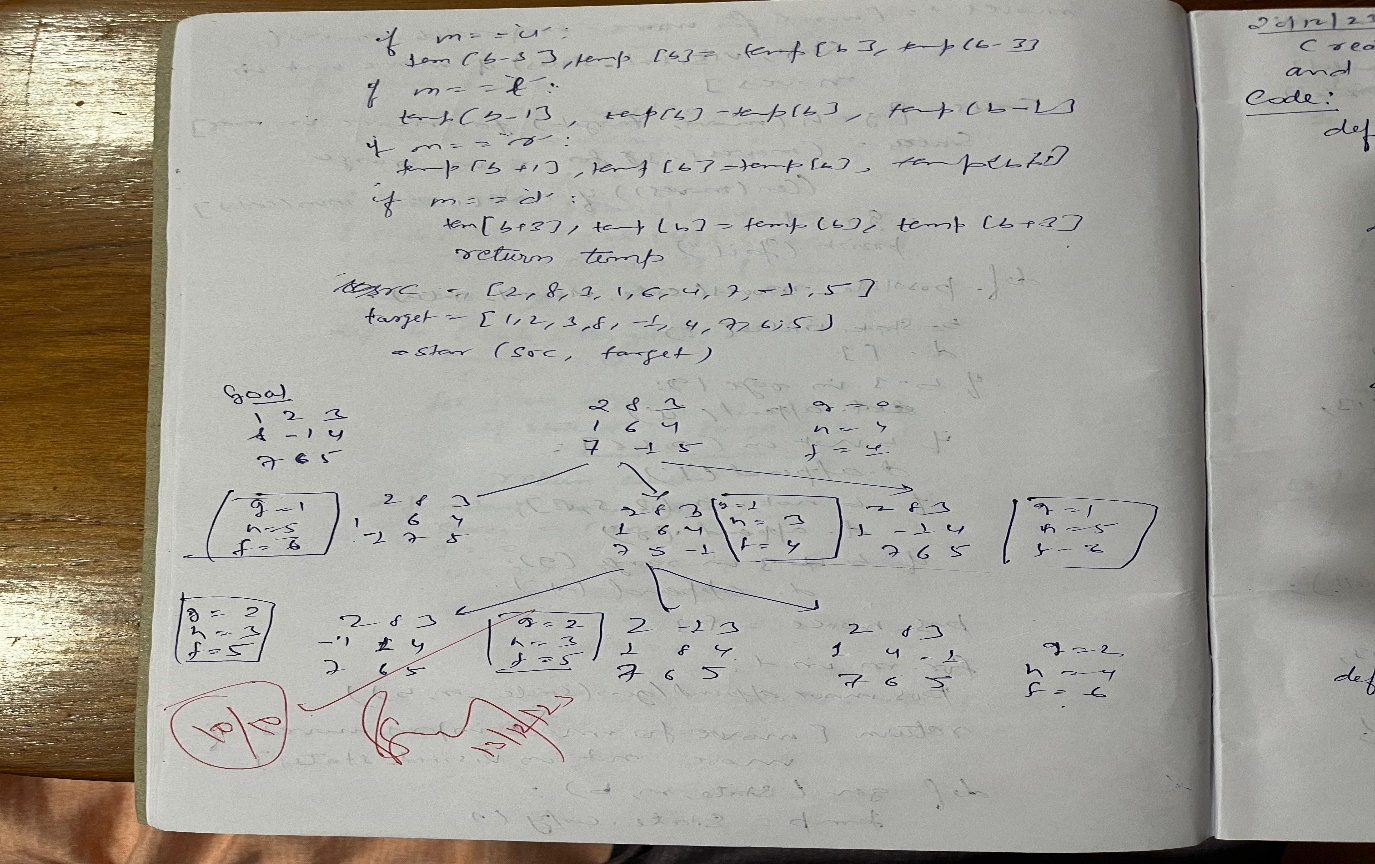 if m == 'u':
tem[b-3], temp[b] = temp[b], temp[b-3]
if m == 'l':
temp[b-1], temp[b] = temp[b], temp[b-1]
if m == 'r':
temp[b+1], temp[b] = temp[b], temp[b+1]
if m == 'd':
tem[b+3], temp[b] = temp[b], temp[b+3]
return temp
src = [2, 8, 3, 1, 6, 4, 7, -1, 5]
target = [1, 2, 3, 8, -1, 4, 7, 6, 5]
astar (src, target)
Goal
1 2 3
8 -1 4
7 6 5
2 8 3
1 6 4
7 -1 5
g = 0
h = 4
f = 4
g = 1
h = 5
f = 6
2 8 3
1 6 4
-1 7 5
2 8 3
1 6 4
7 5 -1
g = 1
h = 3
f = 4
2 8 3
1 -1 4
7 6 5
g = 1
h = 5
f = 6
g = 2
h = 3
f = 5
2 8 3
-1 1 4
7 6 5
g = 2
h = 3
f = 5
2 -1 3
1 8 4
7 6 5
2 8 3
1 4 -1
7 6 5
g = 2
h = 4
f = 6
10/10
Crea
and
Code:
def
def